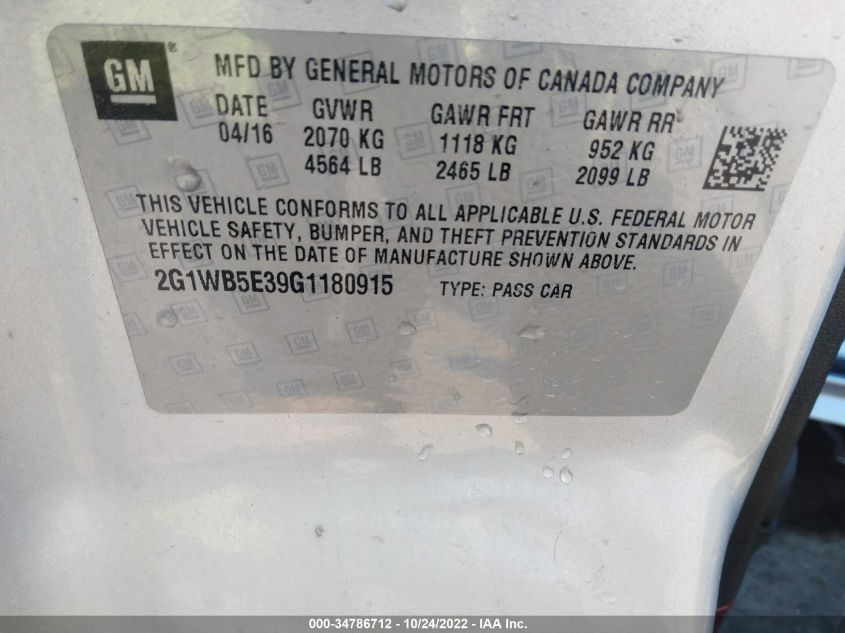 GM
MFD BY GENERAL MOTORS OF CANADA COMPANY
DATE GVWR GAWR FRT GAWR RR
04/16 2070 KG 1118 KG 952 KG
4564 LB 2465 LB 2099 LB
THIS VEHICLE CONFORMS TO ALL APPLICABLE U.S. FEDERAL MOTOR
VEHICLE SAFETY, BUMPER, AND THEFT PREVENTION STANDARDS IN
EFFECT ON THE DATE OF MANUFACTURE SHOWN ABOVE.
2G1WB5E39G1180915 TYPE: PASS CAR
000-34786712 - 10/24/2022 - IAA Inc.